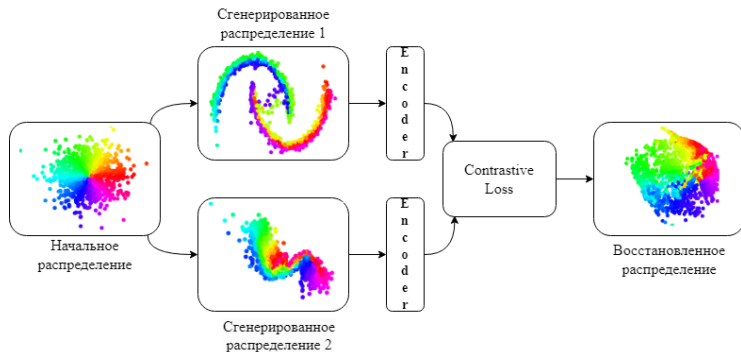 Сгенерированное
распределение 1
E
n
c
o
d
e
r
Начальное
распределение
Contrastive
Loss
Восстановленное
распределение
E
n
c
o
d
e
r
Сгенерированное
распределение 2